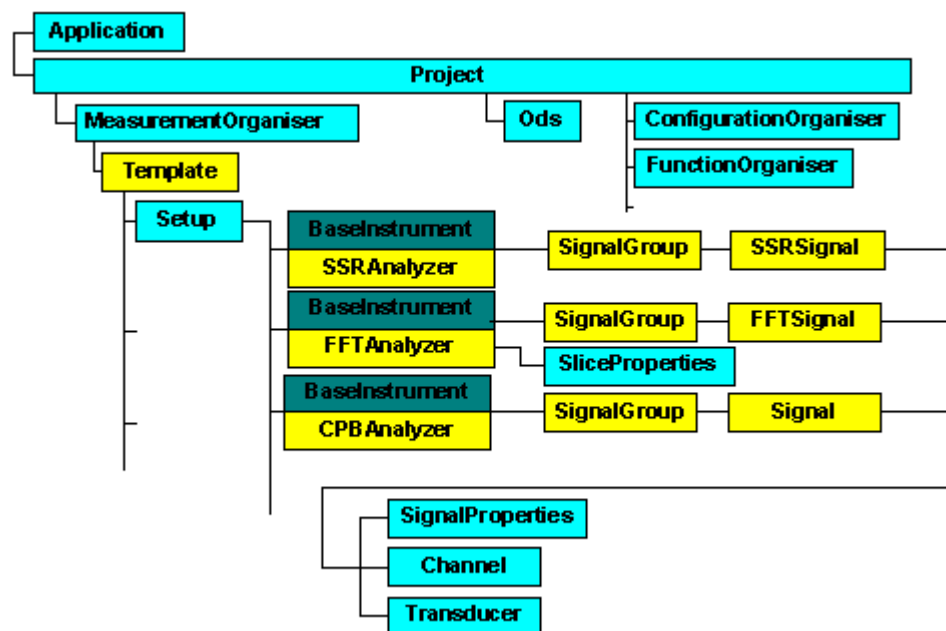 Application
Project
MeasurementOrganiser
Ods
ConfigurationOrganiser
Template
FunctionOrganiser
Setup
BaseInstrument
SSRAnalyzer
SignalGroup
SSRSignal
BaseInstrument
FFTAnalyzer
SignalGroup
FFTSignal
SliceProperties
BaseInstrument
CPBAnalyzer
SignalGroup
Signal
SignalProperties
Channel
Transducer